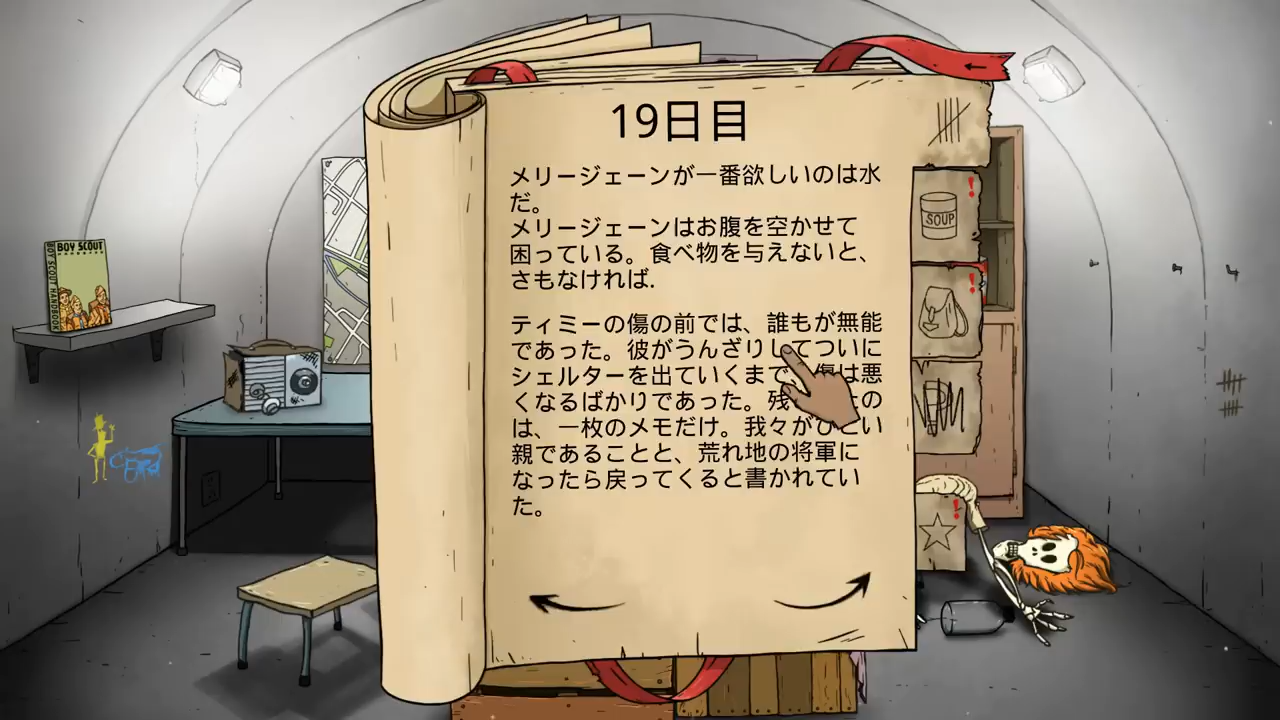 19日目
メリージェーンが一番欲しいのは水
だ。
メリージェーンはお腹を空かせて
困っている。食べ物を与えないと、
さもなければ.
ティミーの傷の前では、誰もが無能
であった。彼がうんざりしてついに
シェルターを出ていくまで、傷は悪
くなるばかりであった。残 の
は、一枚のメモだけ。我々がひどい
親であることと、荒れ地の将軍に
なったら戻ってくると書かれてい
た。
SOUP
BOY SCOUT
BOY SCOUT HANDBOOK